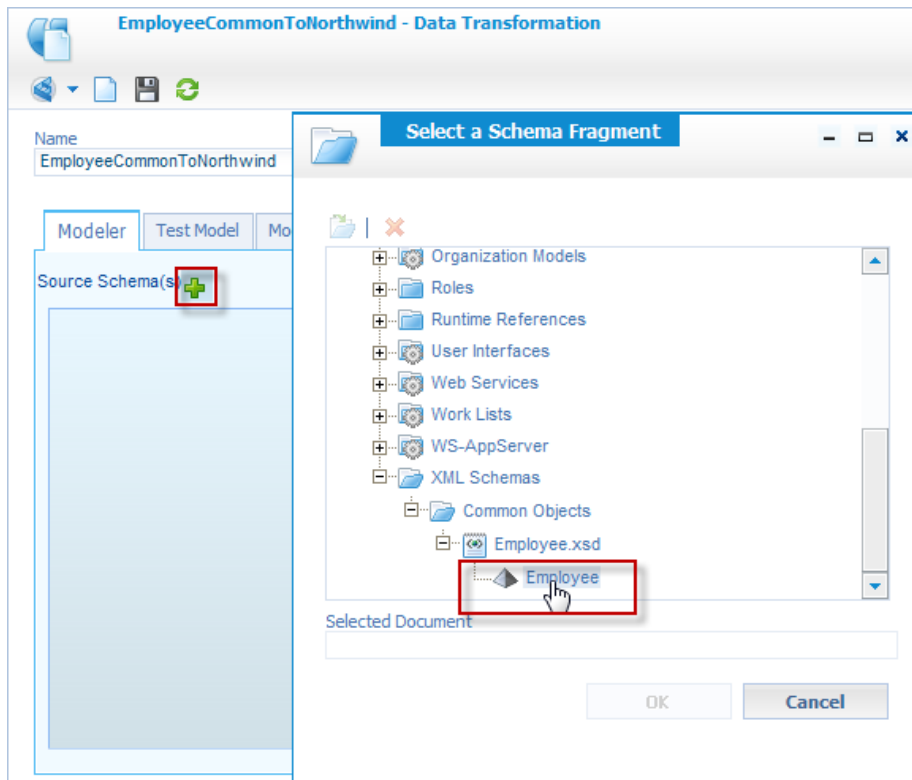 EmployeeCommonToNorthwind - Data Transformation
Select a Schema Fragment
Name
EmployeeCommonToNorthwind
Modeler
Test Model
Mo
Source Schema(s)
Organization Models
Roles
Runtime References
User Interfaces
Web Services
Work Lists
WS-AppServer
XML Schemas
Common Objects
Employee.xsd
Employee
Selected Document
OK
Cancel